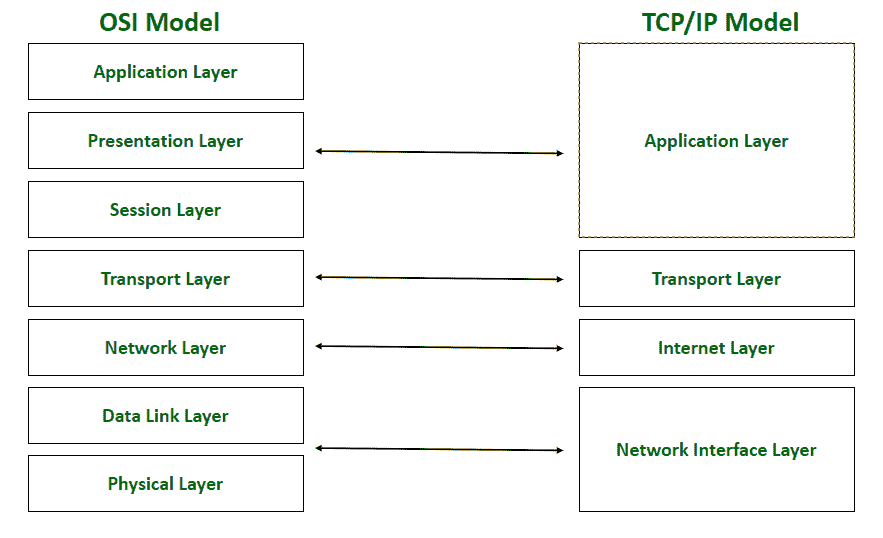 OSI Model
Application Layer
Presentation Layer
Session Layer
Transport Layer
Network Layer
Data Link Layer
Physical Layer
TCP/IP Model
Application Layer
Transport Layer
Internet Layer
Network Interface Layer